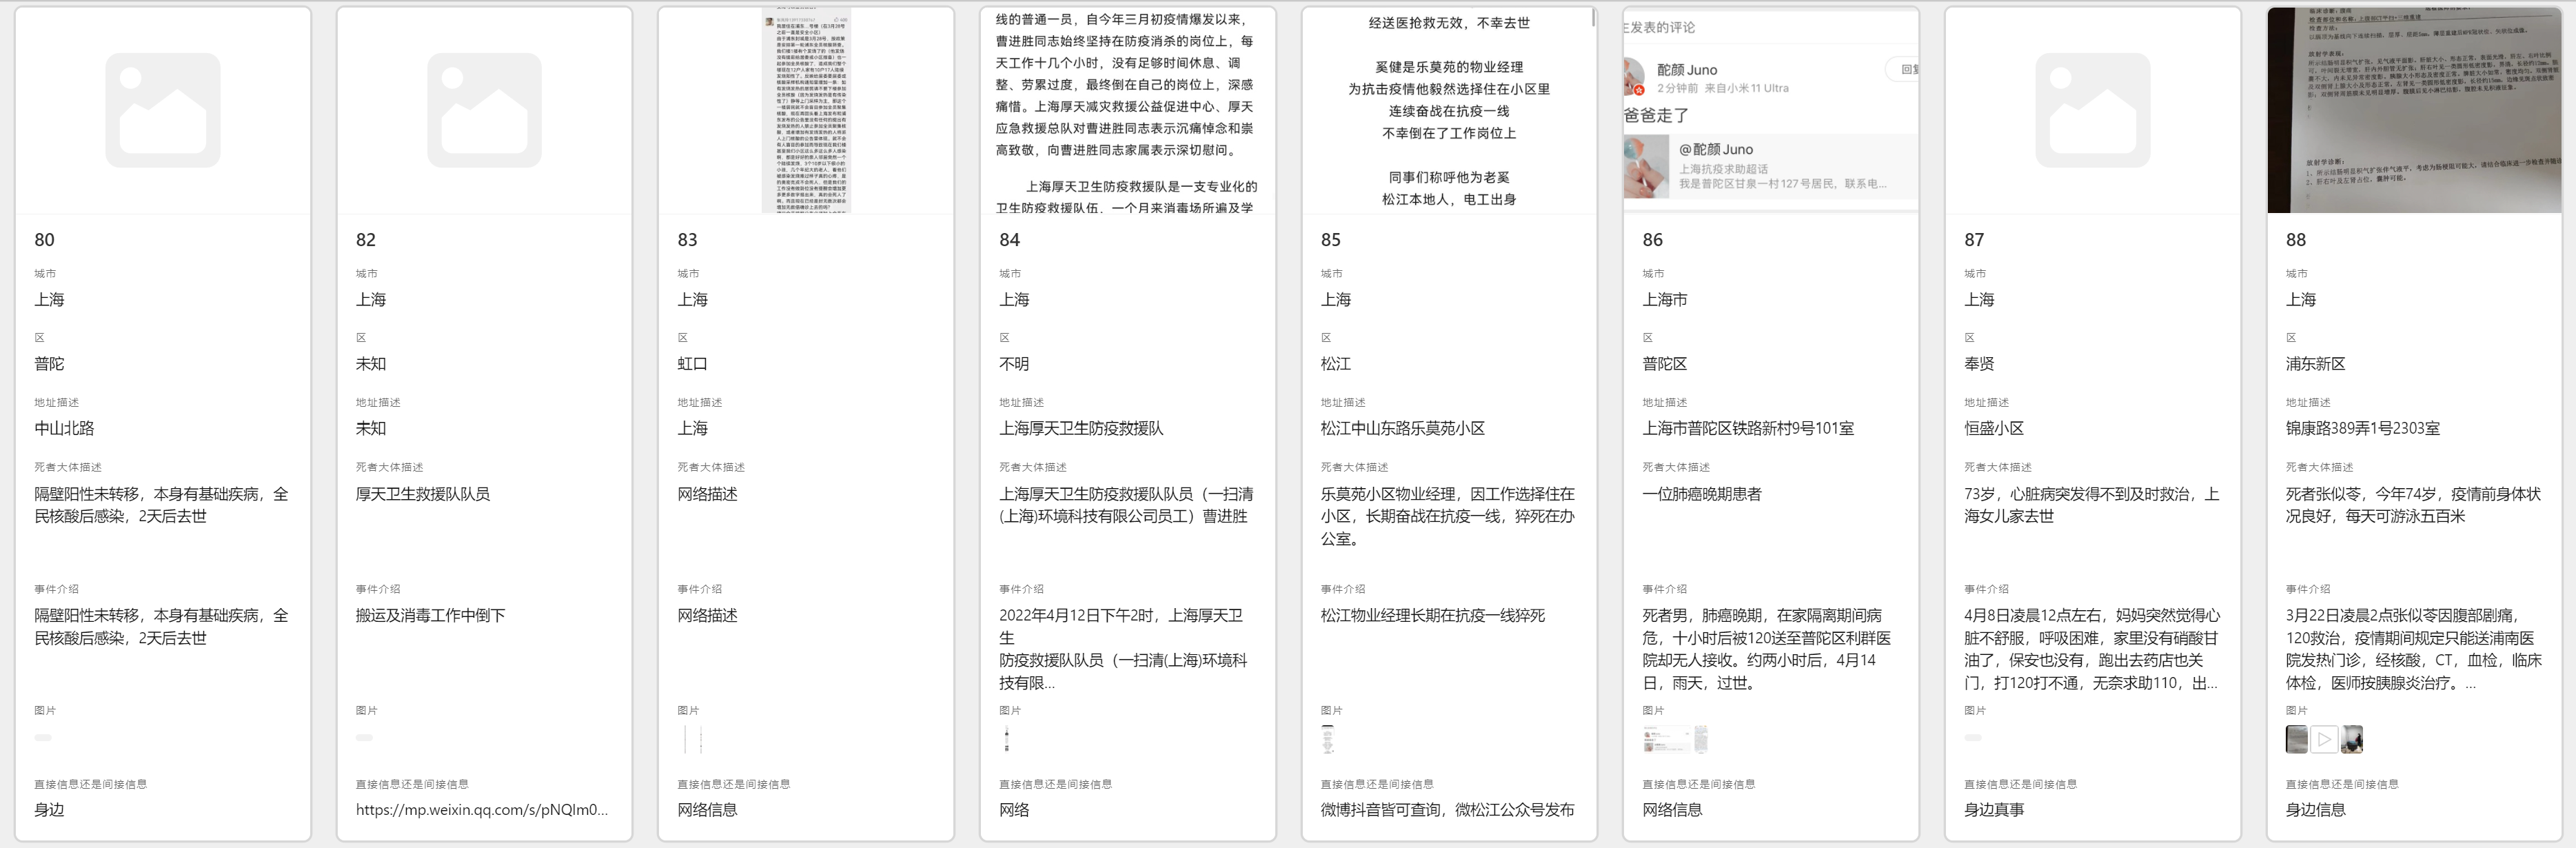 线的普通一员，自今年三月初疫情爆发以来，
曹进胜同志始终坚持在防疫消杀的岗位上，每
天工作十几个小时，没有足够时间休息、调
整、劳累过度，最终倒在自己的岗位上，深感
痛惜。上海厚天减灾救援公益促进中心、厚天
应急救援总队对曹进胜同志表示沉痛悼念和崇
高致敬，向曹进胜同志家属表示深切慰问。
上海厚天卫生防疫救援队是一支专业化的
卫生防疫救援队伍，一个月来消毒场所遍及学
经送医抢救无效，不幸去世
奚健是乐莫苑的物业经理
为抗击疫情他毅然选择住在小区里
连续奋战在抗疫一线
不幸倒在了工作岗位上
同事们称呼他为老奚
松江本地人，电工出身
发表的评论
酡颜Juno
2分钟前 来自小米11 Ultra
爸爸走了
@酡颜Juno
上海抗疫求助超话
我是普陀区甘泉一村127号居民，联系电...
80
城市
上海
区
普陀
地址描述
中山北路
死者大体描述
隔壁阳性未转移，本身有基础疾病，全
民核酸后感染，2天后去世
事件介绍
隔壁阳性未转移，本身有基础疾病，全
民核酸后感染，2天后去世
图片
直接信息还是间接信息
身边
82
城市
上海
区
未知
地址描述
未知
死者大体描述
厚天卫生救援队队员
事件介绍
搬运及消毒工作中倒下
图片
直接信息还是间接信息
https://mp.weixin.qq.com/s/pNQIm0...
83
城市
上海
区
虹口
地址描述
上海
死者大体描述
网络描述
事件介绍
网络描述
图片
直接信息还是间接信息
网络信息
84
城市
上海
区
不明
地址描述
上海厚天卫生防疫救援队
死者大体描述
上海厚天卫生防疫救援队队员（一扫清
(上海)环境科技有限公司员工）曹进胜
事件介绍
2022年4月12日下午2时，上海厚天卫
生
防疫救援队队员（一扫清(上海)环境科
技有限...
图片
直接信息还是间接信息
网络
85
城市
上海
区
松江
地址描述
松江中山东路乐莫苑小区
死者大体描述
乐莫苑小区物业经理，因工作选择住在
小区，长期奋战在抗疫一线，猝死在办
公室。
事件介绍
松江物业经理长期在抗疫一线猝死
图片
直接信息还是间接信息
微博抖音皆可查询，微松江公众号发布
86
城市
上海市
区
普陀区
地址描述
上海市普陀区铁路新村9号101室
死者大体描述
一位肺癌晚期患者
事件介绍
死者男，肺癌晚期，在家隔离期间病
危，十小时后被120送至普陀区利群医
院却无人接收。约两小时后，4月14
日，雨天，过世。
图片
直接信息还是间接信息
网络信息
87
城市
上海
区
奉贤
地址描述
恒盛小区
死者大体描述
73岁，心脏病突发得不到及时救治，上
海女儿家去世
事件介绍
4月8日凌晨12点左右，妈妈突然觉得心
脏不舒服，呼吸困难，家里没有硝酸甘
油了，保安也没有，跑出去药店也关
门，打120打不通，无奈求助110，出...
图片
直接信息还是间接信息
身边真事
88
城市
上海
区
浦东新区
地址描述
锦康路389弄1号2303室
死者大体描述
死者张似苓，今年74岁，疫情前身体状
况良好，每天可游泳五百米
事件介绍
3月22日凌晨2点张似苓因腹部剧痛，
120救治，疫情期间规定只能送浦南医
院发热门诊，经核酸，CT，血检，临床
体检，医师按胰腺炎治疗。...
图片
直接信息还是间接信息
身边信息